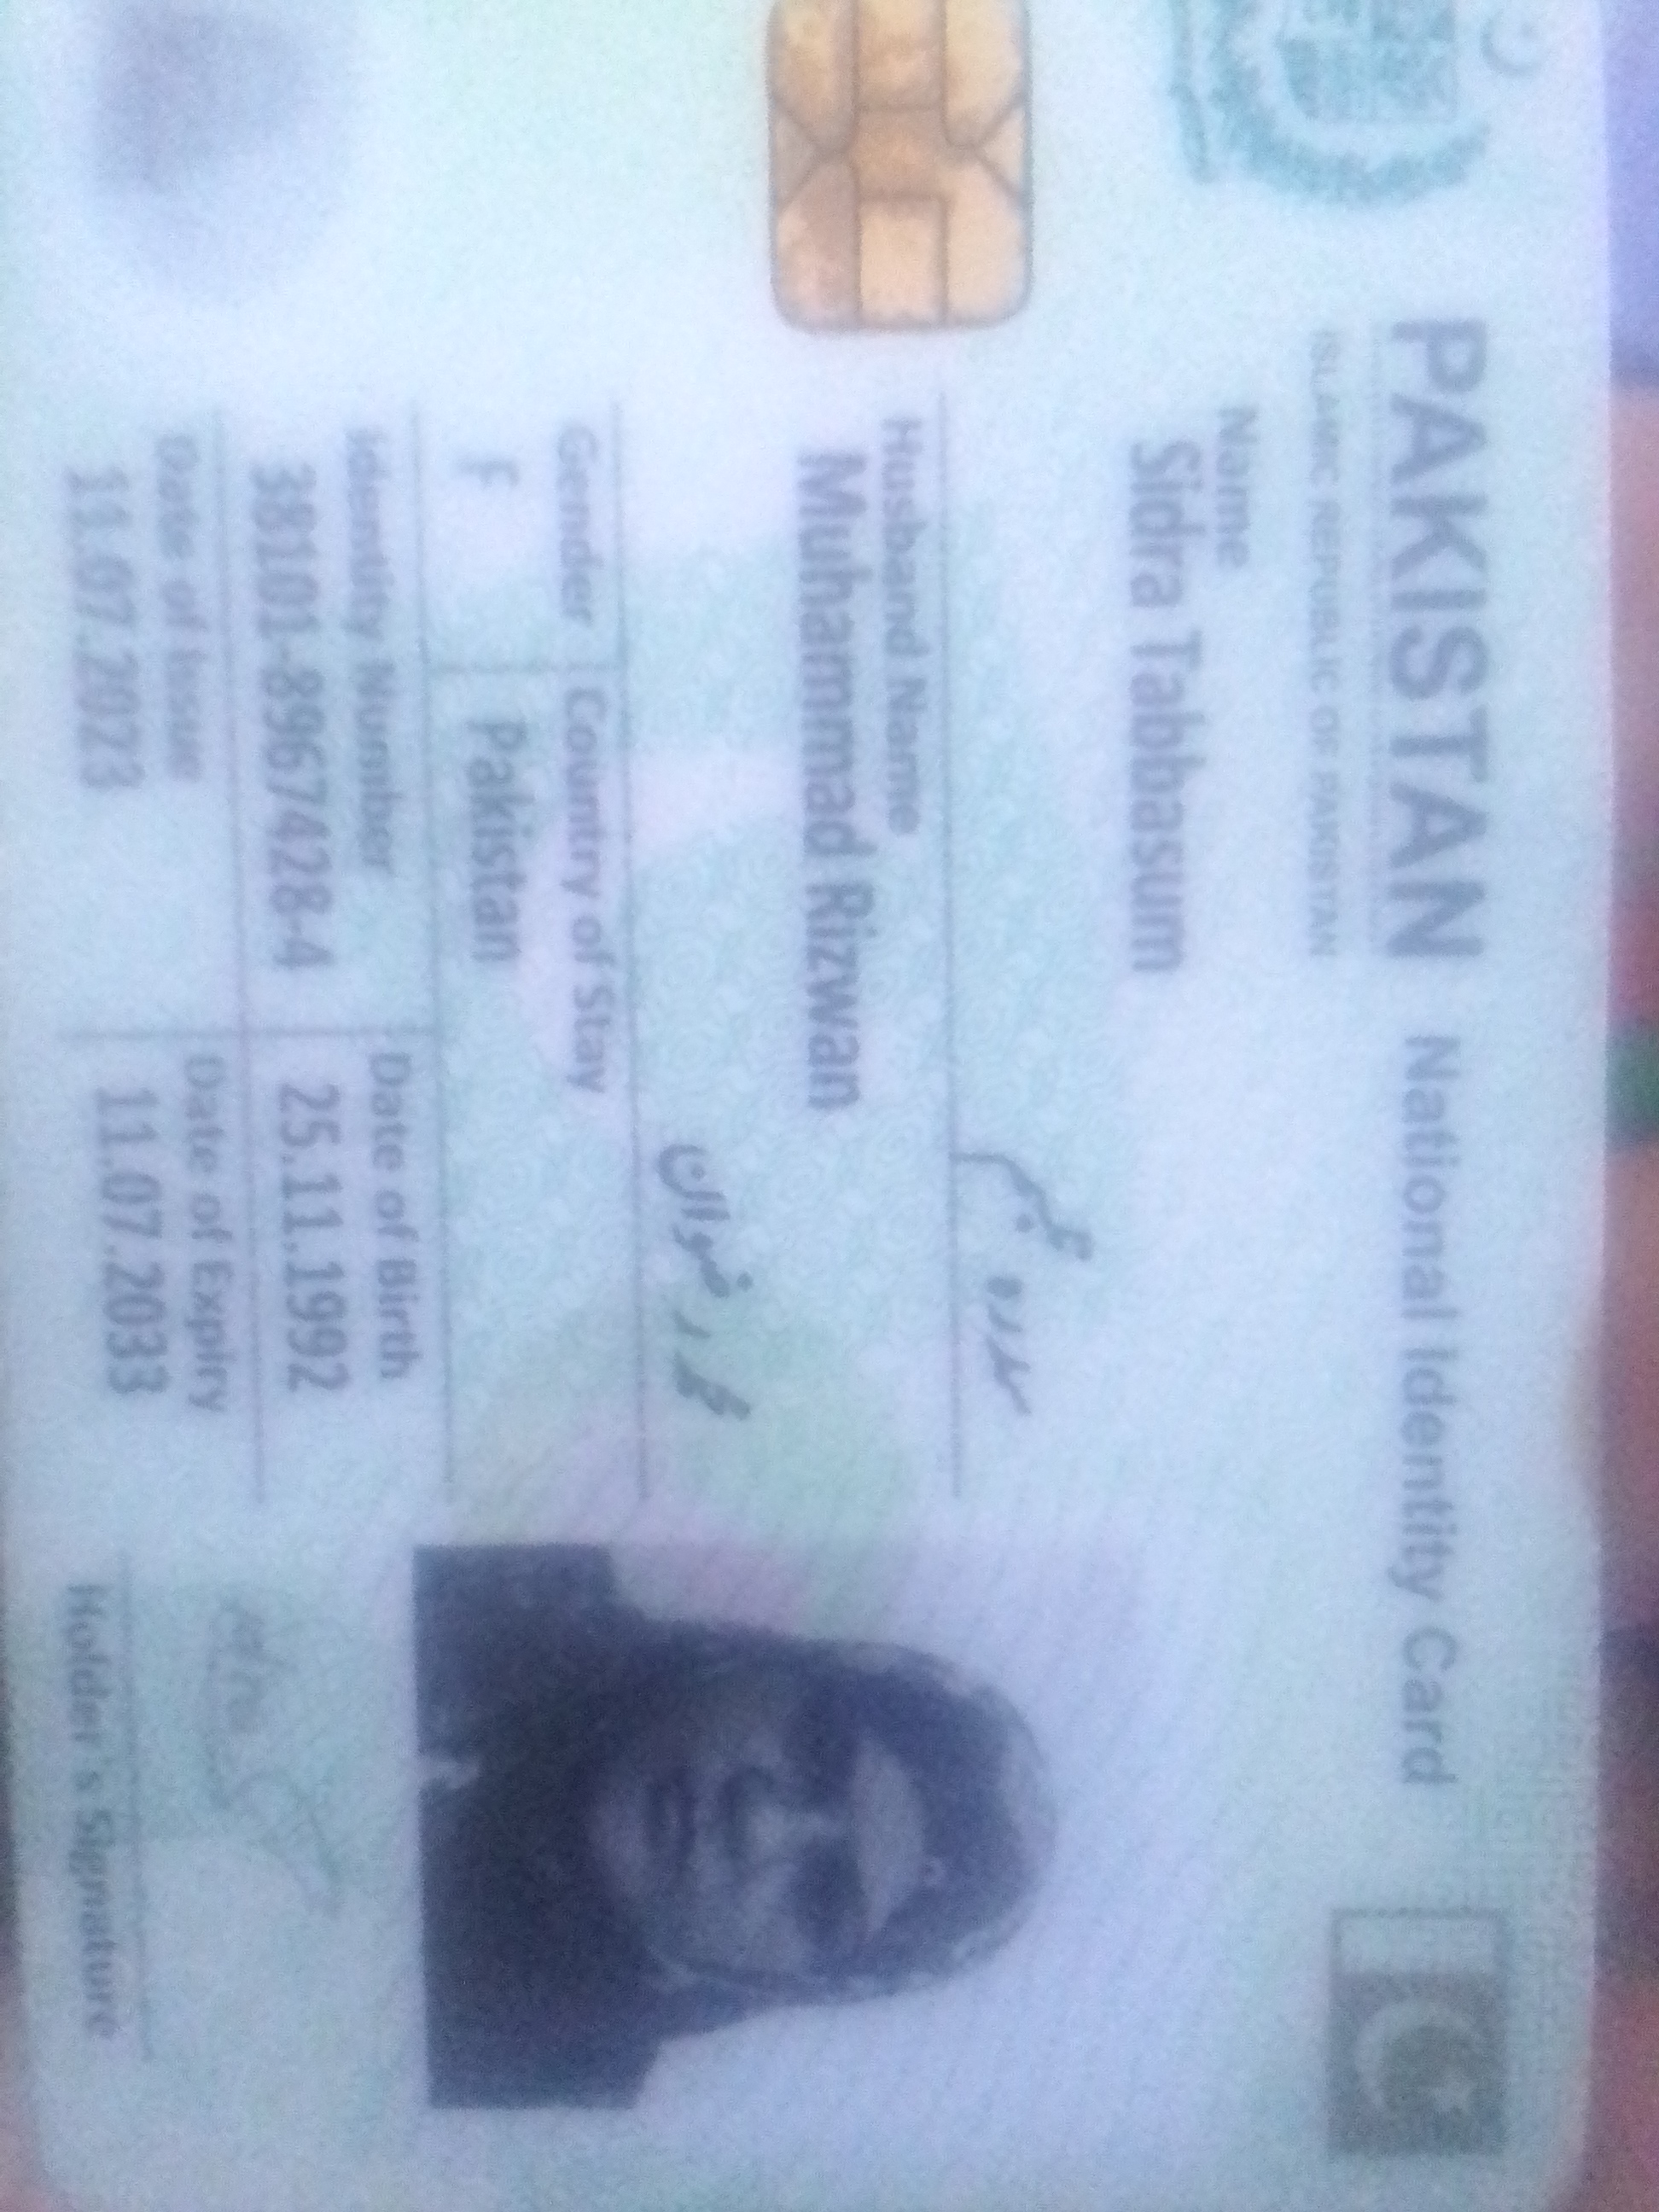 PAKISTAN National Identity Card
ISLAMIC REPUBLIC OF PAKISTAN
Name
Sidra Tabbasum
سدرہ تبسم
Husband Name
Muhammad Rizwan
محمد رضوان
Gender Country of Stay
F Pakistan
Identity Number Date of Birth
38101-8967428-4 25.11.1992
Date of Issue Date of Expiry
11.07.2023 11.07.2033
Holder's Signature